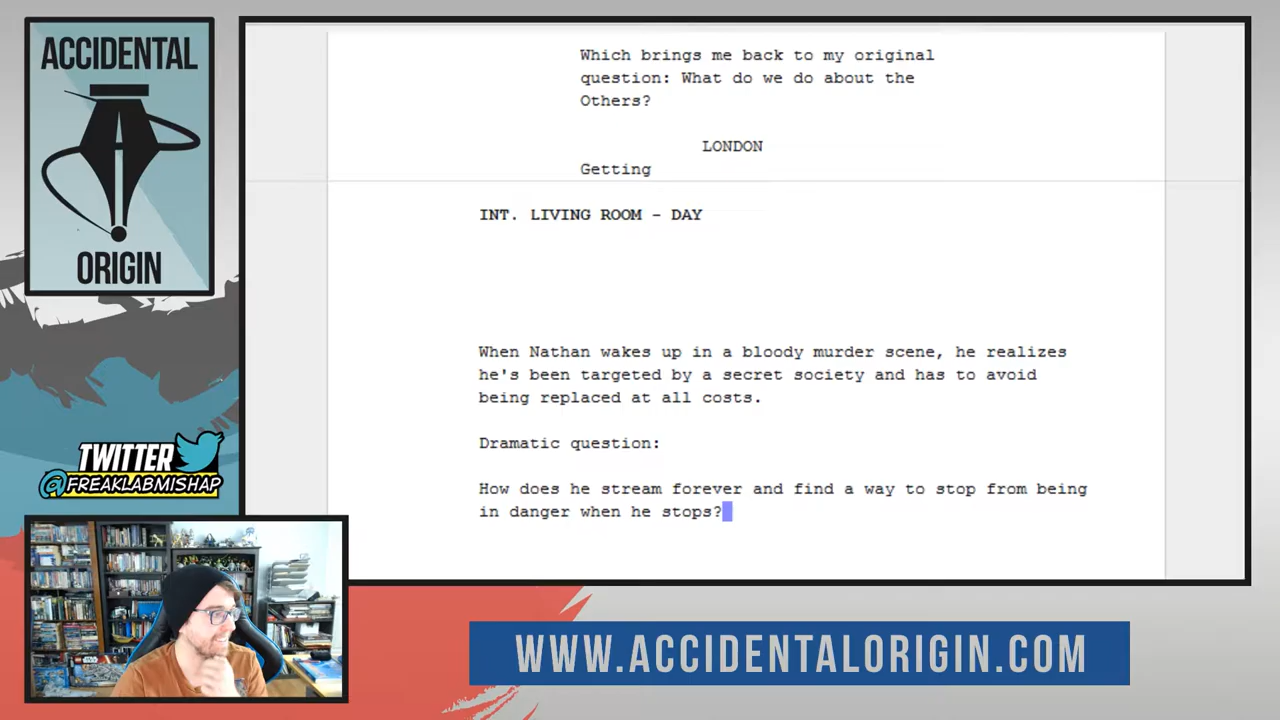 ACCIDENTAL
ORIGIN
Which brings me back to my original
question: What do we do about the
Others?
LONDON
Getting
INT. LIVING ROOM - DAY
When Nathan wakes up in a bloody murder scene, he realizes
he's been targeted by a secret society and has to avoid
being replaced at all costs.
Dramatic question:
How does he stream forever and find a way to stop from being
in danger when he stops?
TWITTER
@FREAKLABMISHAP
WWW.ACCIDENTALORIGIN.COM